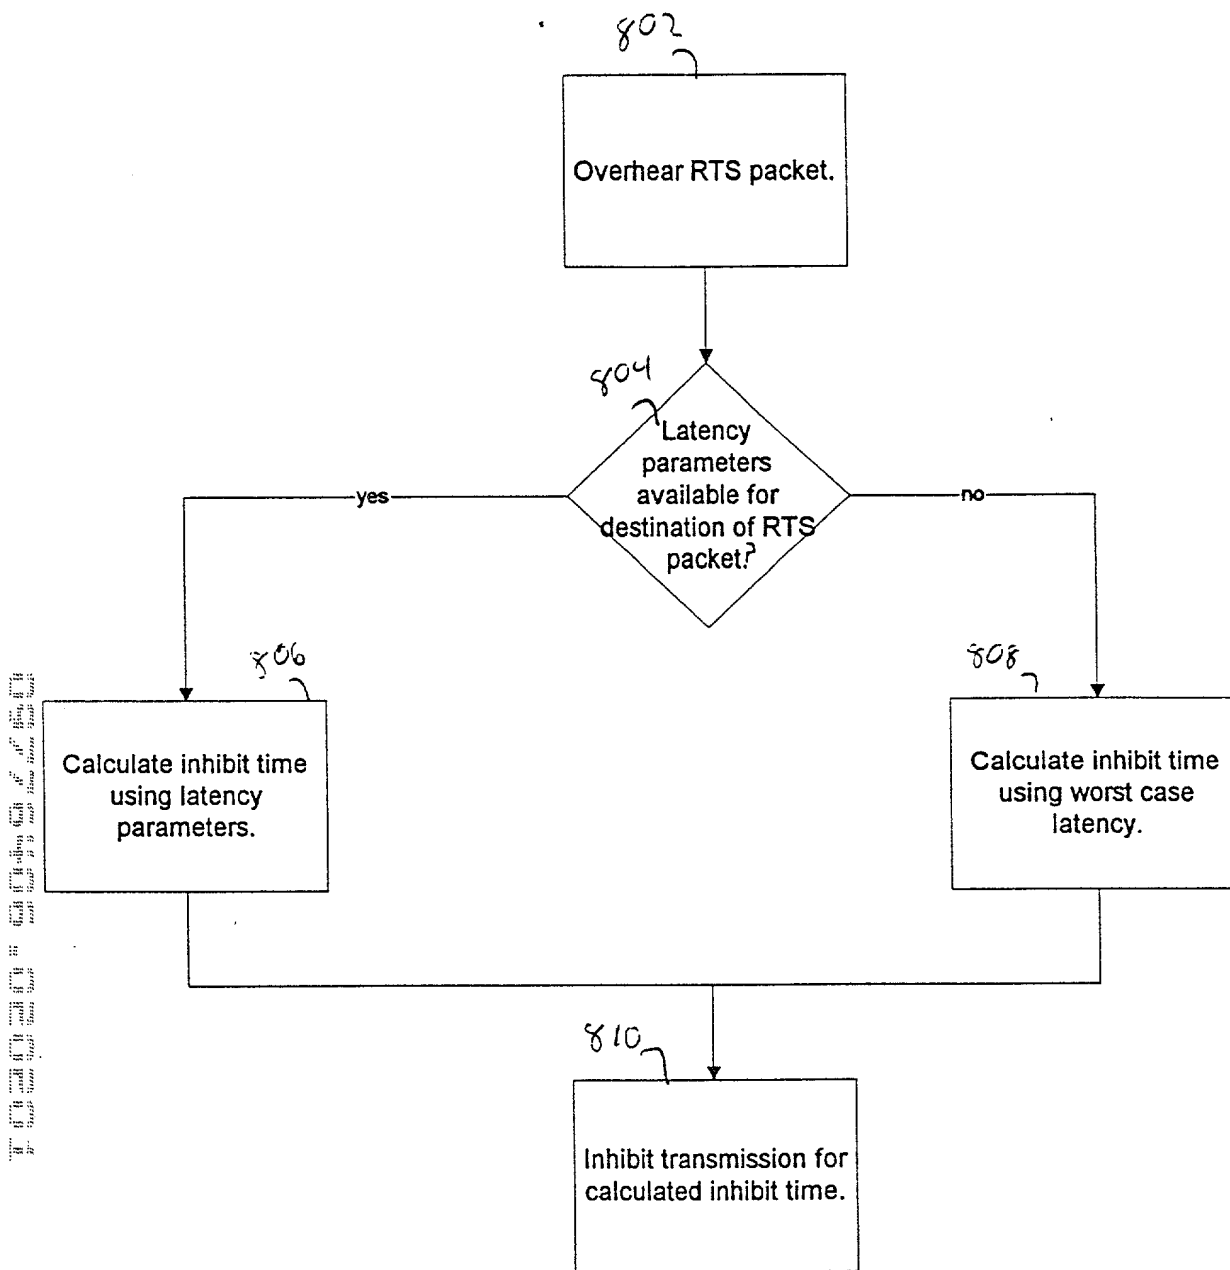 802
Overhear RTS packet.
804
Latency
parameters
available for
destination of RTS
packet?
yes
no
806
Calculate inhibit time
using latency
parameters.
808
Calculate inhibit time
using worst case
latency.
810
Inhibit transmission for
calculated inhibit time.